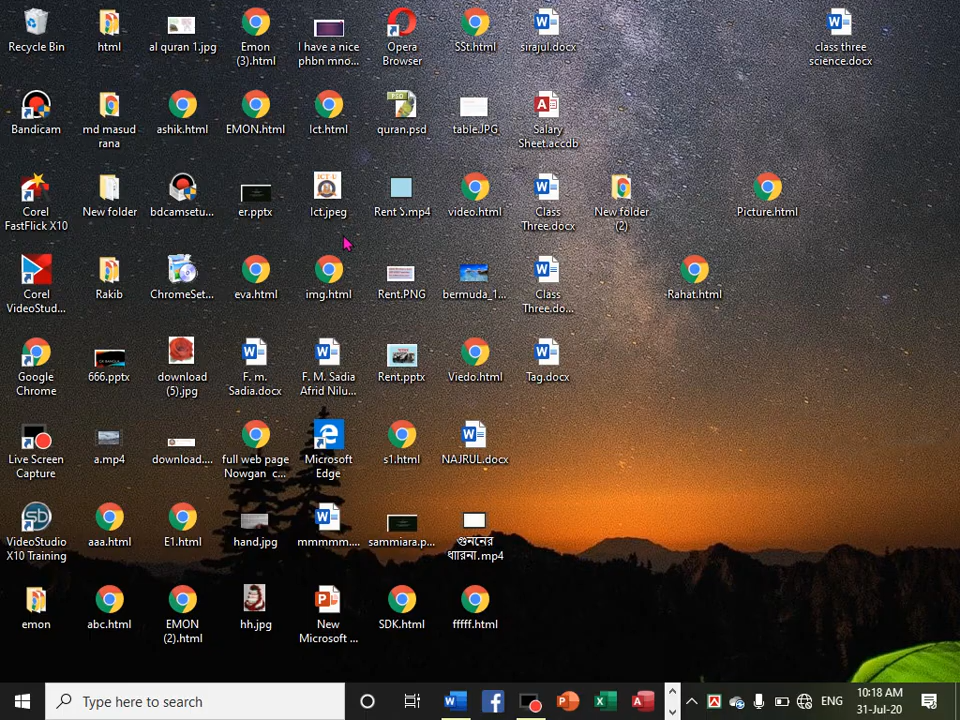 Recycle Bin
html
al quran 1.jpg
Emon
(3).html
I have a nice
phbn mno...
Opera
Browser
SSt.html
sirajul.docx
class three
science.docx
Bandicam
md masud
rana
ashik.html
EMON.html
Ict.html
quran.psd
table.JPG
Salary
Sheet.accdb
Corel
FastFlick X10
New folder
bdcamsetu...
er.pptx
Ict.jpeg
Rent ১.mp4
video.html
Class
Three.docx
New folder
(2)
Picture.html
Corel
VideoStud...
Rakib
ChromeSet...
eva.html
img.html
Rent.PNG
bermuda_1...
Class
Three.do...
Rahat.html
Google
Chrome
666.pptx
download
(5).jpg
F. m.
Sadia.docx
F. M. Sadia
Afrid Nilu...
Rent.pptx
Viedo.html
Tag.docx
Live Screen
Capture
a.mp4
download....
full web page
Nowgan c...
Microsoft
Edge
s1.html
NAJRUL.docx
VideoStudio
X10 Training
aaa.html
E1.html
hand.jpg
mmmmm....
sammiara.p...
গুননের
ধাারিনা.mp4
emon
abc.html
EMON
(2).html
hh.jpg
New
Microsoft ...
SDK.html
fffff.html
Type here to search
ENG
10:18 AM
31-Jul-20